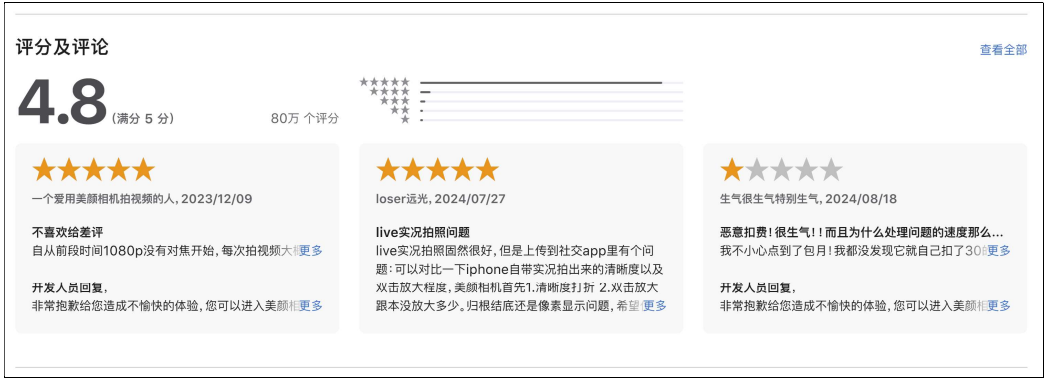 评分及评论
查看全部
4.8
(满分 5 分)
80万 个评分
一个爱用美颜相机拍视频的人, 2023/12/09
不喜欢给差评
自从前段时间1080p没有对焦开始，每次拍视频大概更多
开发人员回复，
非常抱歉给您造成不愉快的体验，您可以进入美颜相更多
loser远光, 2024/07/27
live实况拍照问题
live实况拍照固然很好，但是上传到社交app里有个问
题：可以对比一下iphone自带实况拍出来的清晰度以及
双击放大程度，美颜相机首先1.清晰度打折 2.双击放大
跟本没放大多少。归根结底还是像素显示问题，希望更多
生气很生气特别生气, 2024/08/18
恶意扣费！很生气！！而且为什么处理问题的速度那么…
我不小心点到了包月！我都没发现它就自己扣了30更多
开发人员回复，
非常抱歉给您造成不愉快的体验，您可以进入美颜相更多